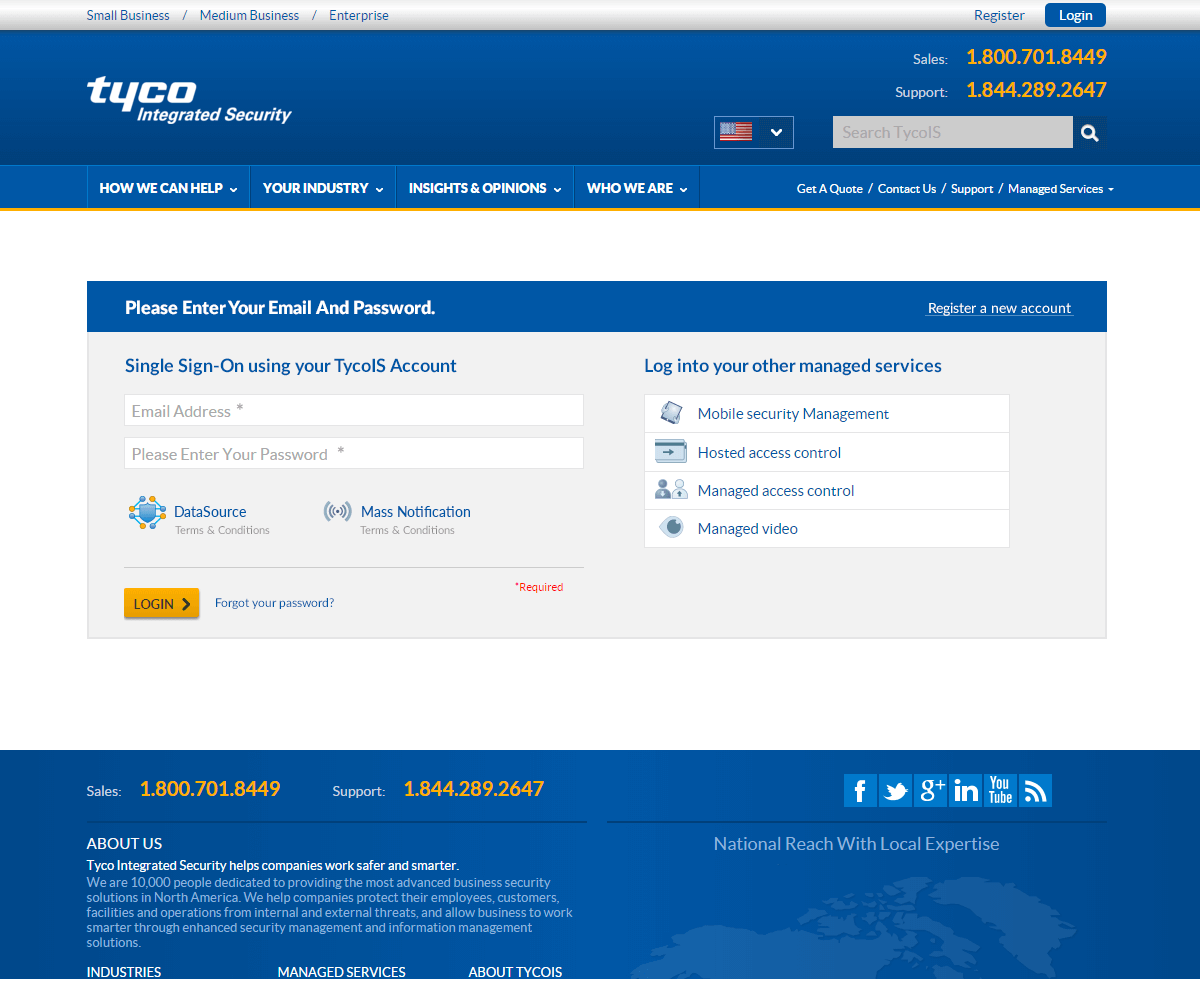 Small Business / Medium Business / Enterprise
Register Login
Sales: 1.800.701.8449
Support: 1.844.289.2647
tyco
Integrated Security
Search TycoIS
HOW WE CAN HELP YOUR INDUSTRY INSIGHTS & OPINIONS WHO WE ARE Get A Quote / Contact Us / Support / Managed Services
Please Enter Your Email And Password. Register a new account
Single Sign-On using your TycoIS Account
Email Address *
Please Enter Your Password *
DataSource
Terms & Conditions
Mass Notification
Terms & Conditions
*Required
LOGIN Forgot your password?
Log into your other managed services
Mobile security Management
Hosted access control
Managed access control
Managed video
Sales: 1.800.701.8449 Support: 1.844.289.2647
f g+ in You Tube
ABOUT US
Tyco Integrated Security helps companies work safer and smarter.
We are 10,000 people dedicated to providing the most advanced business security
solutions in North America. We help companies protect their employees, customers,
facilities and operations from internal and external threats, and allow business to work
smarter through enhanced security management and information management
solutions.
National Reach With Local Expertise
INDUSTRIES MANAGED SERVICES ABOUT TYCOIS